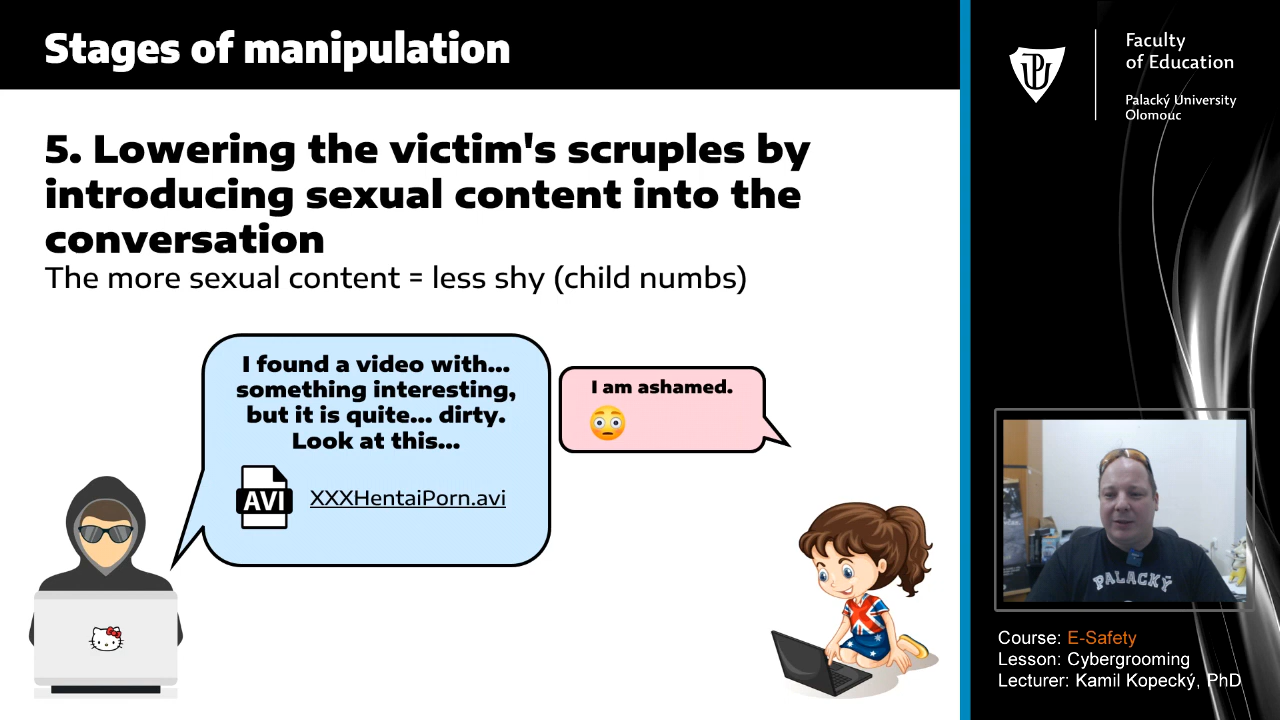 Stages of manipulation
5. Lowering the victim's scruples by
introducing sexual content into the
conversation
The more sexual content = less shy (child numbs)
I found a video with...
something interesting,
but it is quite... dirty.
Look at this...
AVI
XXXHentaiPorn.avi
I am ashamed.
Faculty
of Education
Palacký University
Olomouc
PALACKÝ
Course: E-Safety
Lesson: Cybergrooming
Lecturer: Kamil Kopecký, PhD